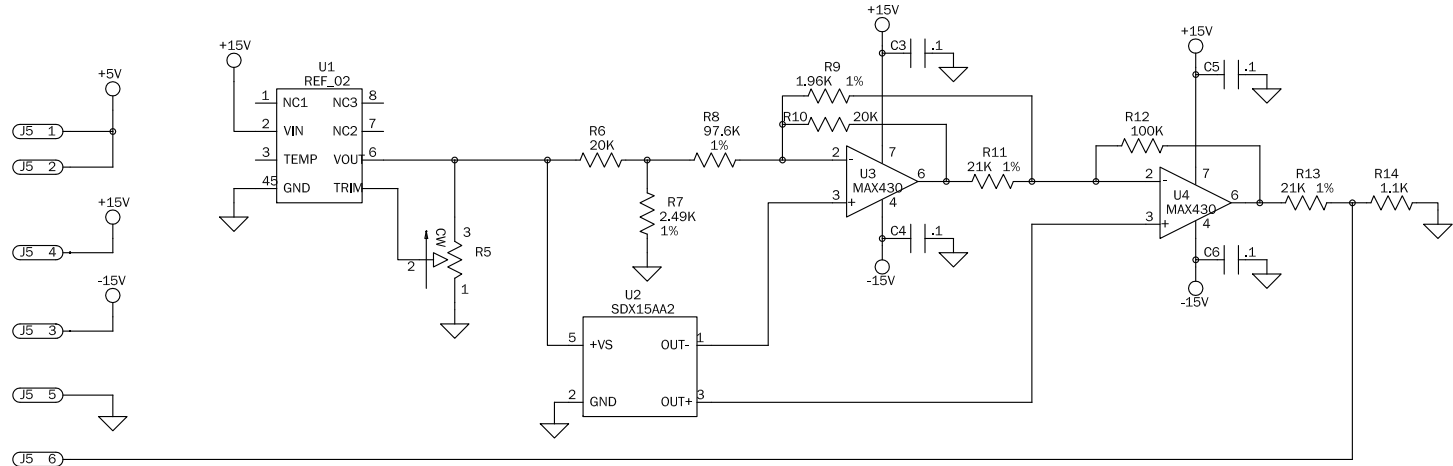 +15V
C3 .1
+15V
+15V
U1
REF_02
+5V
R9
1.96K 1%
C5 .1
1 NC1 NC3 8
R8
97.6K
1%
R10 20K
R12
100K
J5 1
2 VIN NC2 7
R6
20K
7
J5 2
3 TEMP VOUT 6
2 -
U3
MAX430
6
R11
21K 1%
7
45 GND TRIM
3 +
4
2 -
U4
MAX430
6
R13
21K 1%
R14
1.1K
+15V
R7
2.49K
1%
3 +
4
J5 4
3
CW
R5
2
1
C4 .1
C6 .1
-15V
-15V
-15V
U2
SDX15AA2
J5 3
5 +VS OUT- 1
J5 5
2 GND OUT+ 3
J5 6